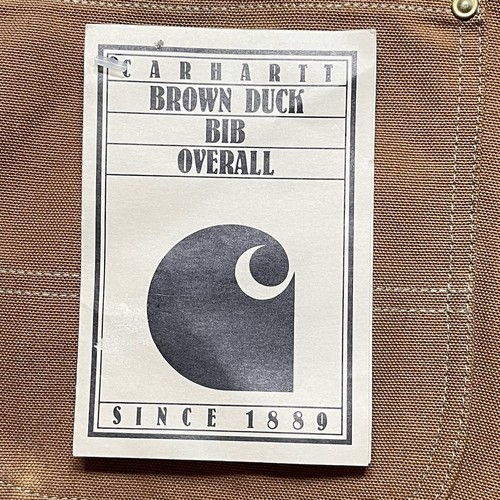 CARHARTT
BROWN DUCK
BIB
OVERALL
SINCE 1889